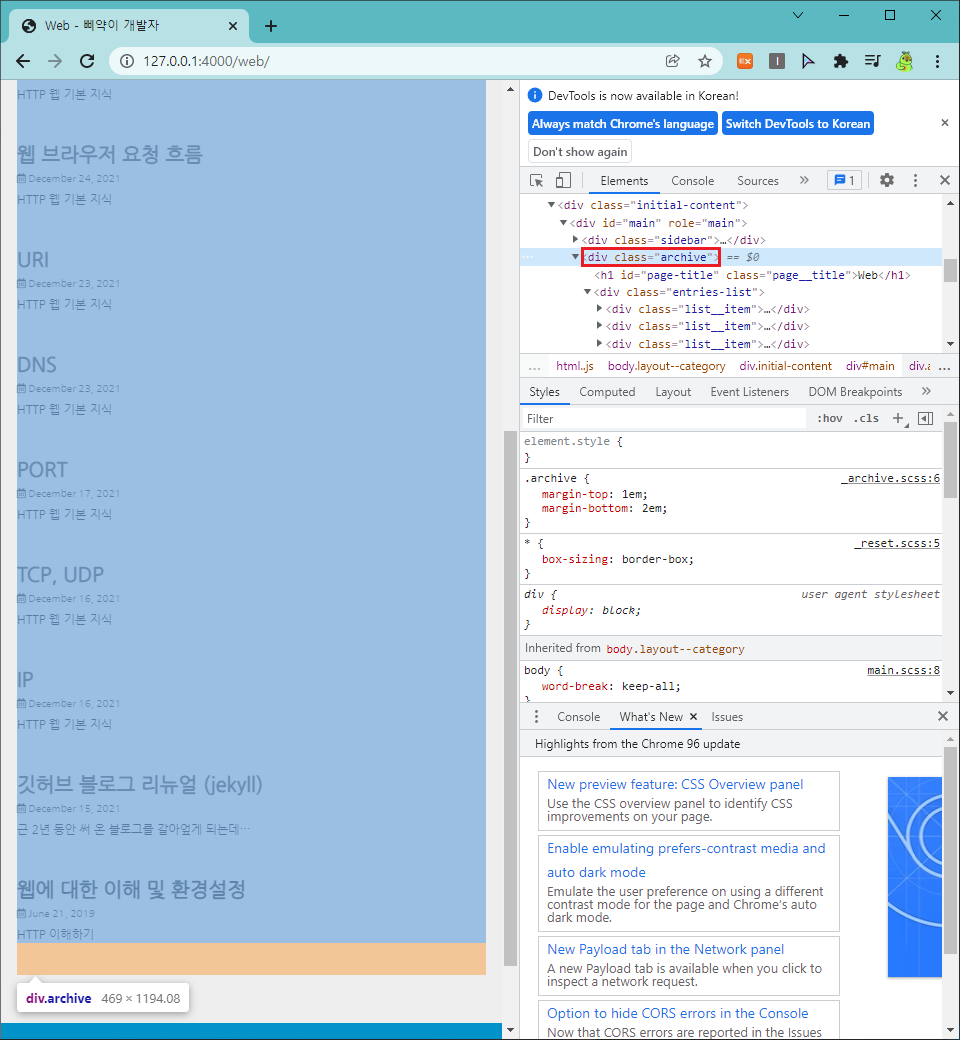 Web - 삐약이 개발자
127.0.0.1:4000/web/
HTTP 웹 기본 지식
웹 브라우저 요청 흐름
December 24, 2021
HTTP 웹 기본 지식
URI
December 23, 2021
HTTP 웹 기본 지식
DNS
December 23, 2021
HTTP 웹 기본 지식
PORT
December 17, 2021
HTTP 웹 기본 지식
TCP, UDP
December 16, 2021
HTTP 웹 기본 지식
IP
December 16, 2021
HTTP 웹 기본 지식
깃허브 블로그 리뉴얼 (jekyll)
December 15, 2021
근 2년 동안 써 온 블로그를 갈아엎게 되는데…
웹에 대한 이해 및 환경설정
June 21, 2019
HTTP 이해하기
div.archive 469 × 1194.08
DevTools is now available in Korean!
Always match Chrome's language Switch DevTools to Korean
Don't show again
Elements Console Sources » 1
<div class="initial-content">
<div id="main" role="main">
<div class="sidebar">…</div>
<div class="archive"> == $0
<h1 id="page-title" class="page__title">Web</h1>
<div class="entries-list">
<div class="list__item">…</div>
<div class="list__item">…</div>
<div class="list__item">…</div>
… html.js body.layout--category div.initial-content div#main div.a …
Styles Computed Layout Event Listeners DOM Breakpoints »
Filter :hov .cls +
element.style {
}
.archive { _archive.scss:6
margin-top: 1em;
margin-bottom: 2em;
}
* { _reset.scss:5
box-sizing: border-box;
}
div { user agent stylesheet
display: block;
}
Inherited from body.layout--category
body { main.scss:8
word-break: keep-all;
}
Console What's New × Issues
Highlights from the Chrome 96 update
New preview feature: CSS Overview panel
Use the CSS overview panel to identify CSS
improvements on your page.
Enable emulating prefers-contrast media and
auto dark mode
Emulate the user preference on using a different
contrast mode for the page and Chrome's auto
dark mode.
New Payload tab in the Network panel
A new Payload tab is available when you click to
inspect a network request.
Option to hide CORS errors in the Console
Now that CORS errors are reported in the Issues